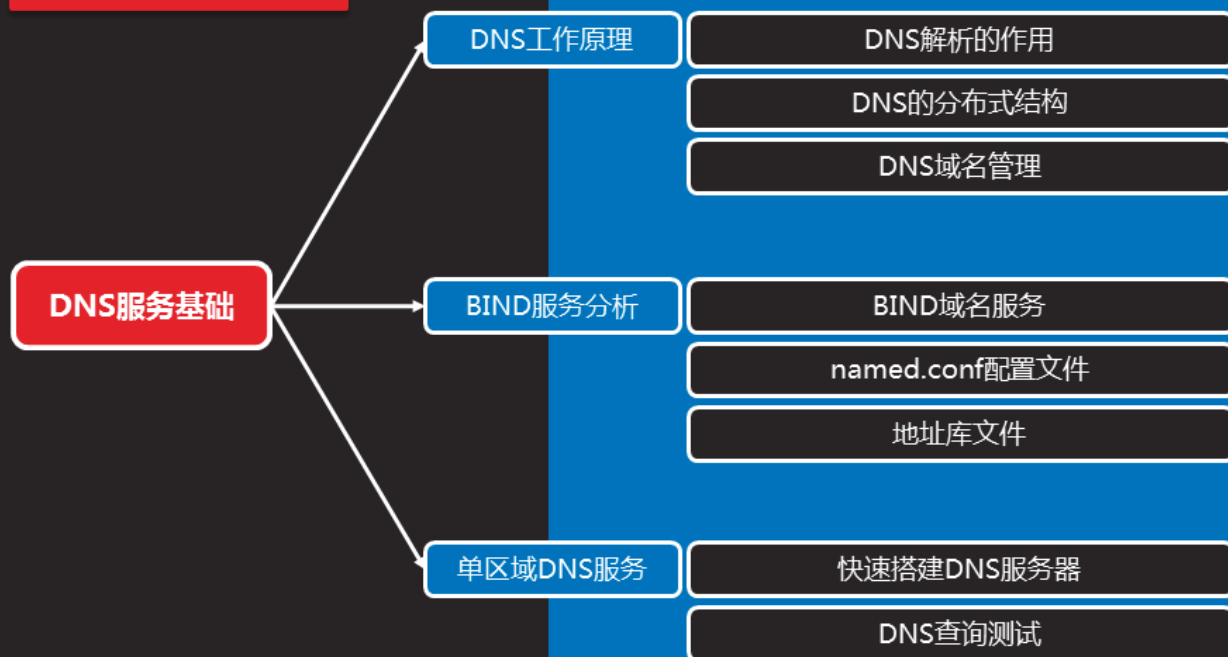 DNS服务基础
DNS工作原理
DNS解析的作用
DNS的分布式结构
DNS域名管理
BIND服务分析
BIND域名服务
named.conf配置文件
地址库文件
单区域DNS服务
快速搭建DNS服务器
DNS查询测试